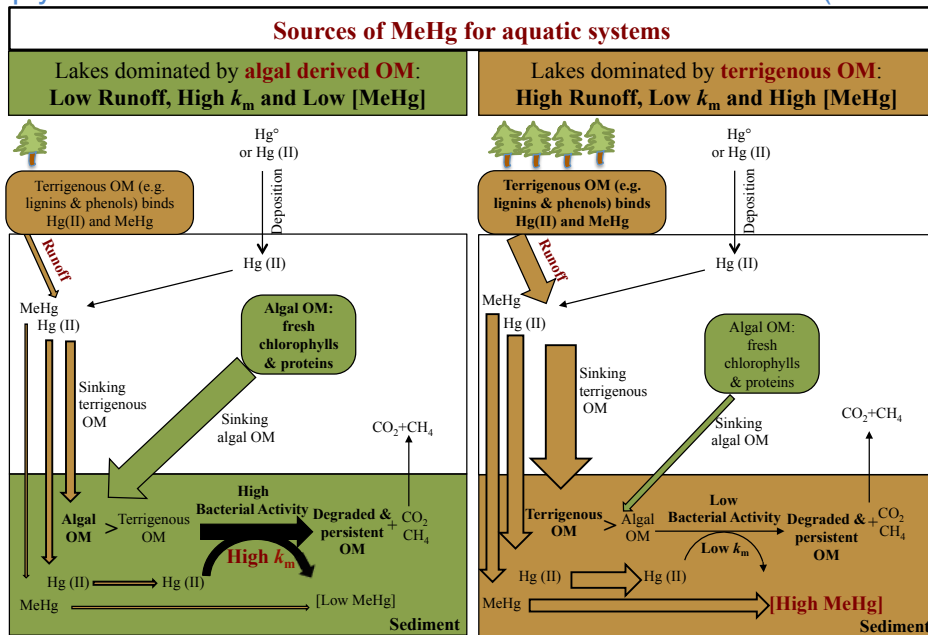 Sources of MeHg for aquatic systems
Lakes dominated by algal derived OM:
Low Runoff, High km and Low [MeHg]
Hg°
or Hg (II)
Terrigenous OM (e.g.
lignins & phenols) binds
Hg(II) and MeHg
Deposition
Runoff
Hg (II)
MeHg
Hg (II)
Algal OM:
fresh
chlorophylls
& proteins
Sinking
terrigenous
OM
Sinking
algal OM
CO2+CH4
High
Bacterial Activity
Algal
OM
>
Terrigenous
OM
Degraded &
persistent
OM
+
CO2
CH4
High km
Hg (II)
Hg (II)
MeHg
[Low MeHg]
Sediment
Lakes dominated by terrigenous OM:
High Runoff, Low km and High [MeHg]
Hg°
or Hg (II)
Terrigenous OM (e.g.
lignins & phenols) binds
Hg(II) and MeHg
Deposition
Runoff
Hg (II)
MeHg
Hg (II)
Algal OM:
fresh
chlorophylls
& proteins
Sinking
terrigenous
OM
Sinking
algal OM
CO2+CH4
Low
Bacterial Activity
Terrigenous
OM
>
Algal
OM
Degraded &
persistent
OM
+
CO2
CH4
Low km
Hg (II)
Hg (II)
MeHg
[High MeHg]
Sediment